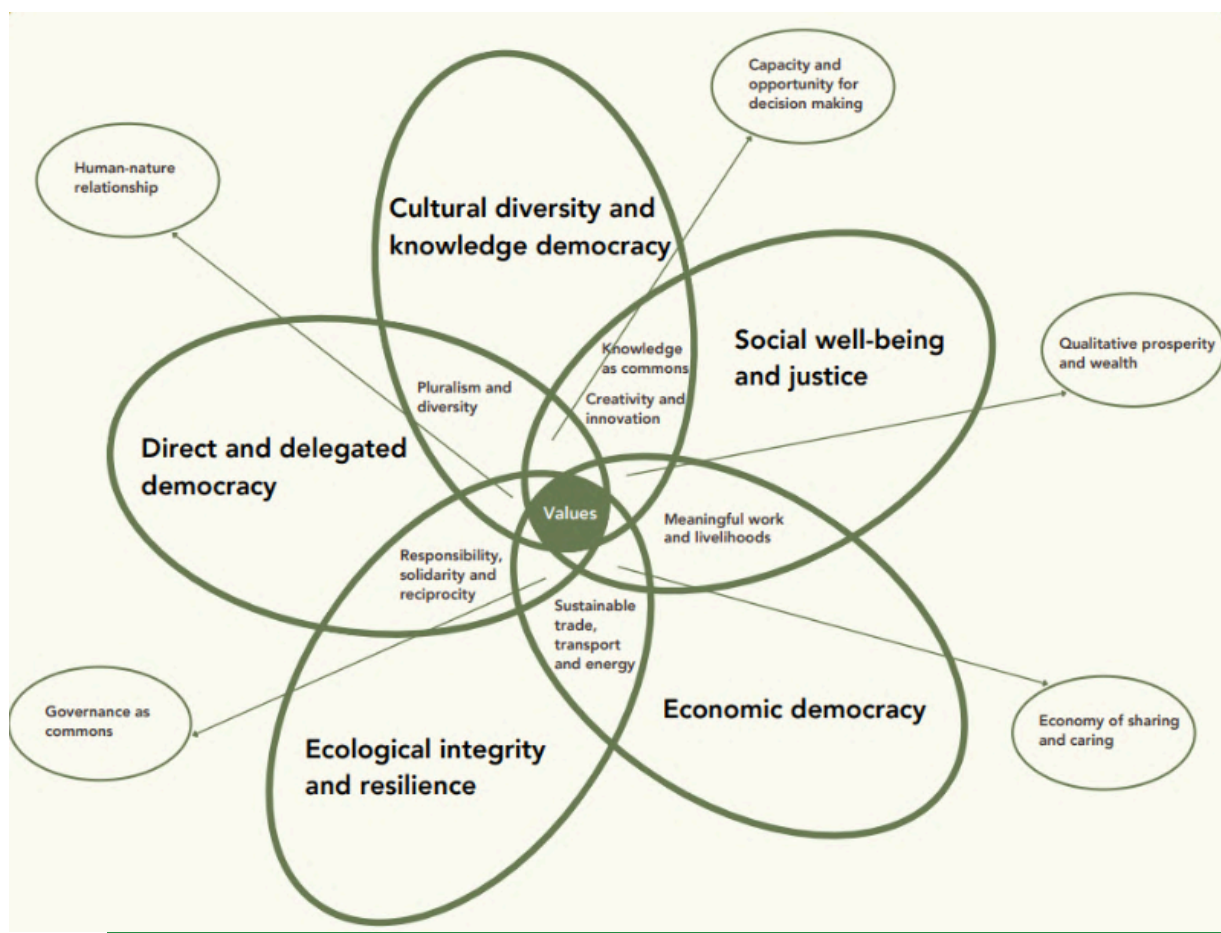 Capacity and
opportunity for
decision making
Human-nature
relationship
Cultural diversity and
knowledge democracy
Social well-being
and justice
Qualitative prosperity
and wealth
Knowledge
as commons
Creativity and
innovation
Pluralism and
diversity
Direct and delegated
democracy
Values
Meaningful work
and livelihoods
Responsibility,
solidarity and
reciprocity
Sustainable
trade,
transport
and energy
Governance as
commons
Economic democracy
Economy of sharing
and caring
Ecological integrity
and resilience